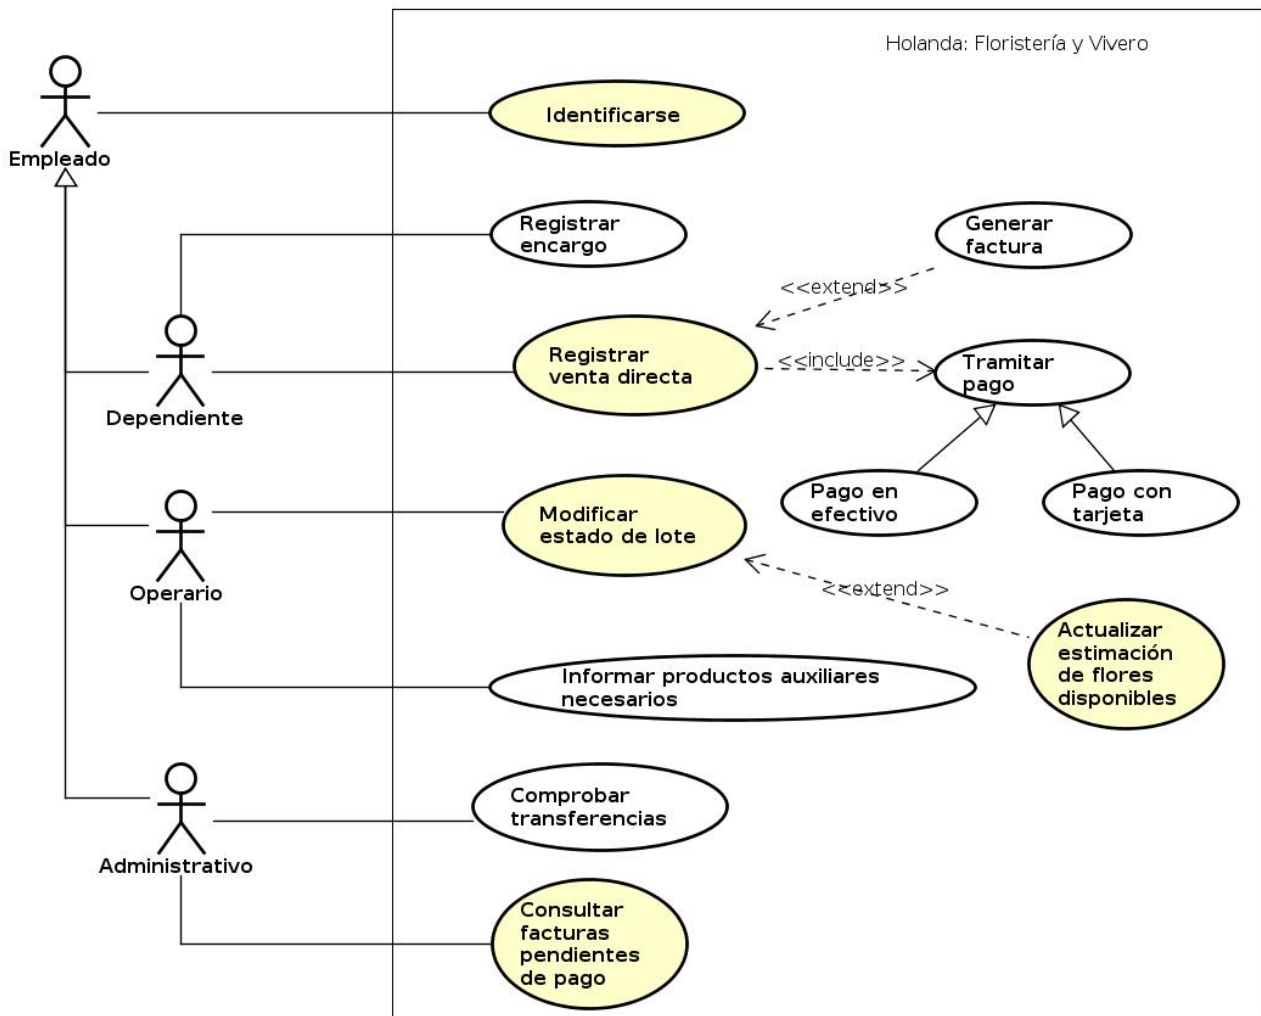 Holanda: Floristería y Vivero
Identificarse
Empleado
Registrar
encargo
Generar
factura
<<extend>>
Registrar
venta directa
<<include>>
Tramitar
pago
Dependiente
Pago en
efectivo
Pago con
tarjeta
Modificar
estado de lote
Operario
<<extend>>
Actualizar
estimación
de flores
disponibles
Informar productos auxiliares
necesarios
Comprobar
transferencias
Administrativo
Consultar
facturas
pendientes
de pago